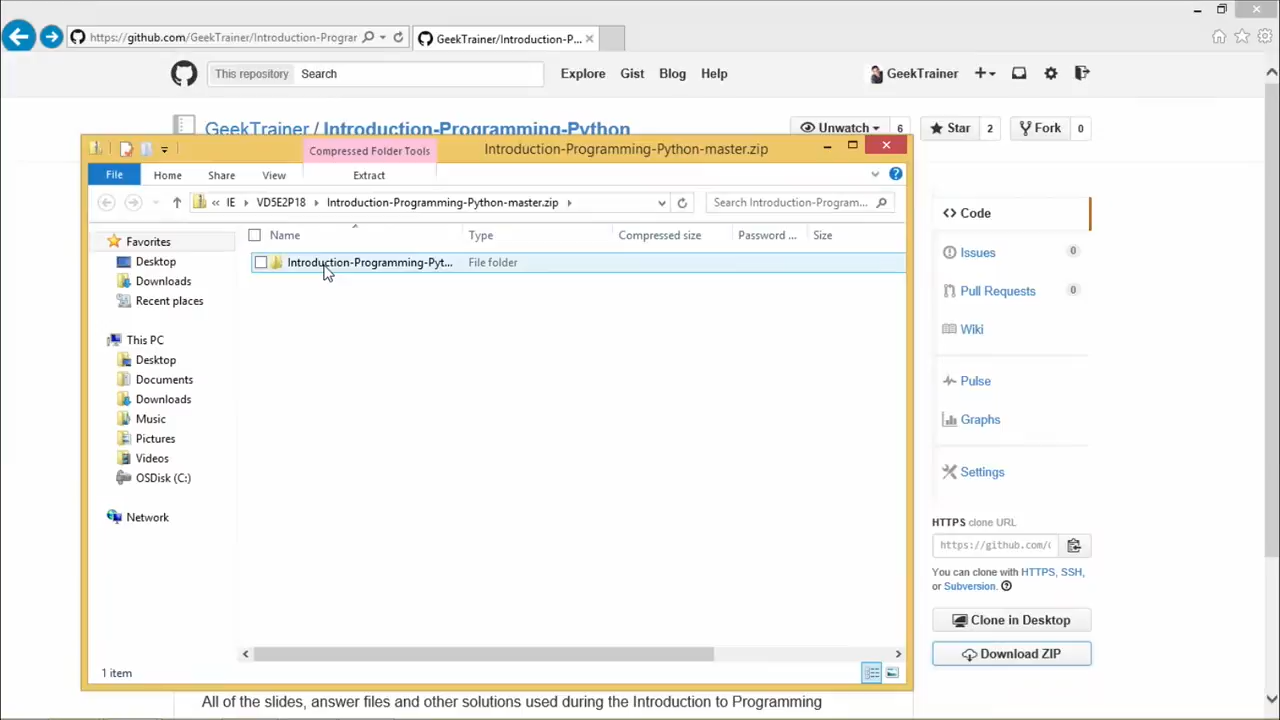 https://github.com/GeekTrainer/Introduction-Prograr
GeekTrainer/Introduction-P...
This repository Search
Explore Gist Blog Help
GeekTrainer
GeekTrainer / Introduction-Programming-Python
Unwatch 6
Star 2
Fork 0
Compressed Folder Tools
Introduction-Programming-Python-master.zip
File Home Share View Extract
« IE VD5E2P18 Introduction-Programming-Python-master.zip
Search Introduction-Program...
Name Type Compressed size Password ... Size
Introduction-Programming-Pyt... File folder
Favorites
Desktop
Downloads
Recent places
This PC
Desktop
Documents
Downloads
Music
Pictures
Videos
OSDisk (C:)
Network
1 item
Code
Issues 0
Pull Requests 0
Wiki
Pulse
Graphs
Settings
HTTPS clone URL
https://github.com/(
You can clone with HTTPS, SSH,
or Subversion.
Clone in Desktop
Download ZIP
All of the slides, answer files and other solutions used during the Introduction to Programming